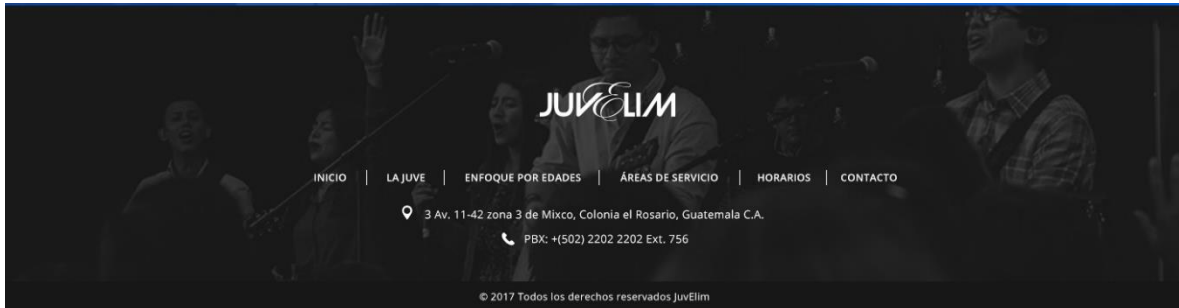 JUVELIM
INICIO | LA JUVE | ENFOQUE POR EDADES | ÁREAS DE SERVICIO | HORARIOS | CONTACTO
3 Av. 11-42 zona 3 de Mixco, Colonia el Rosario, Guatemala C.A.
PBX: +(502) 2202 2202 Ext. 756
© 2017 Todos los derechos reservados JuvElim